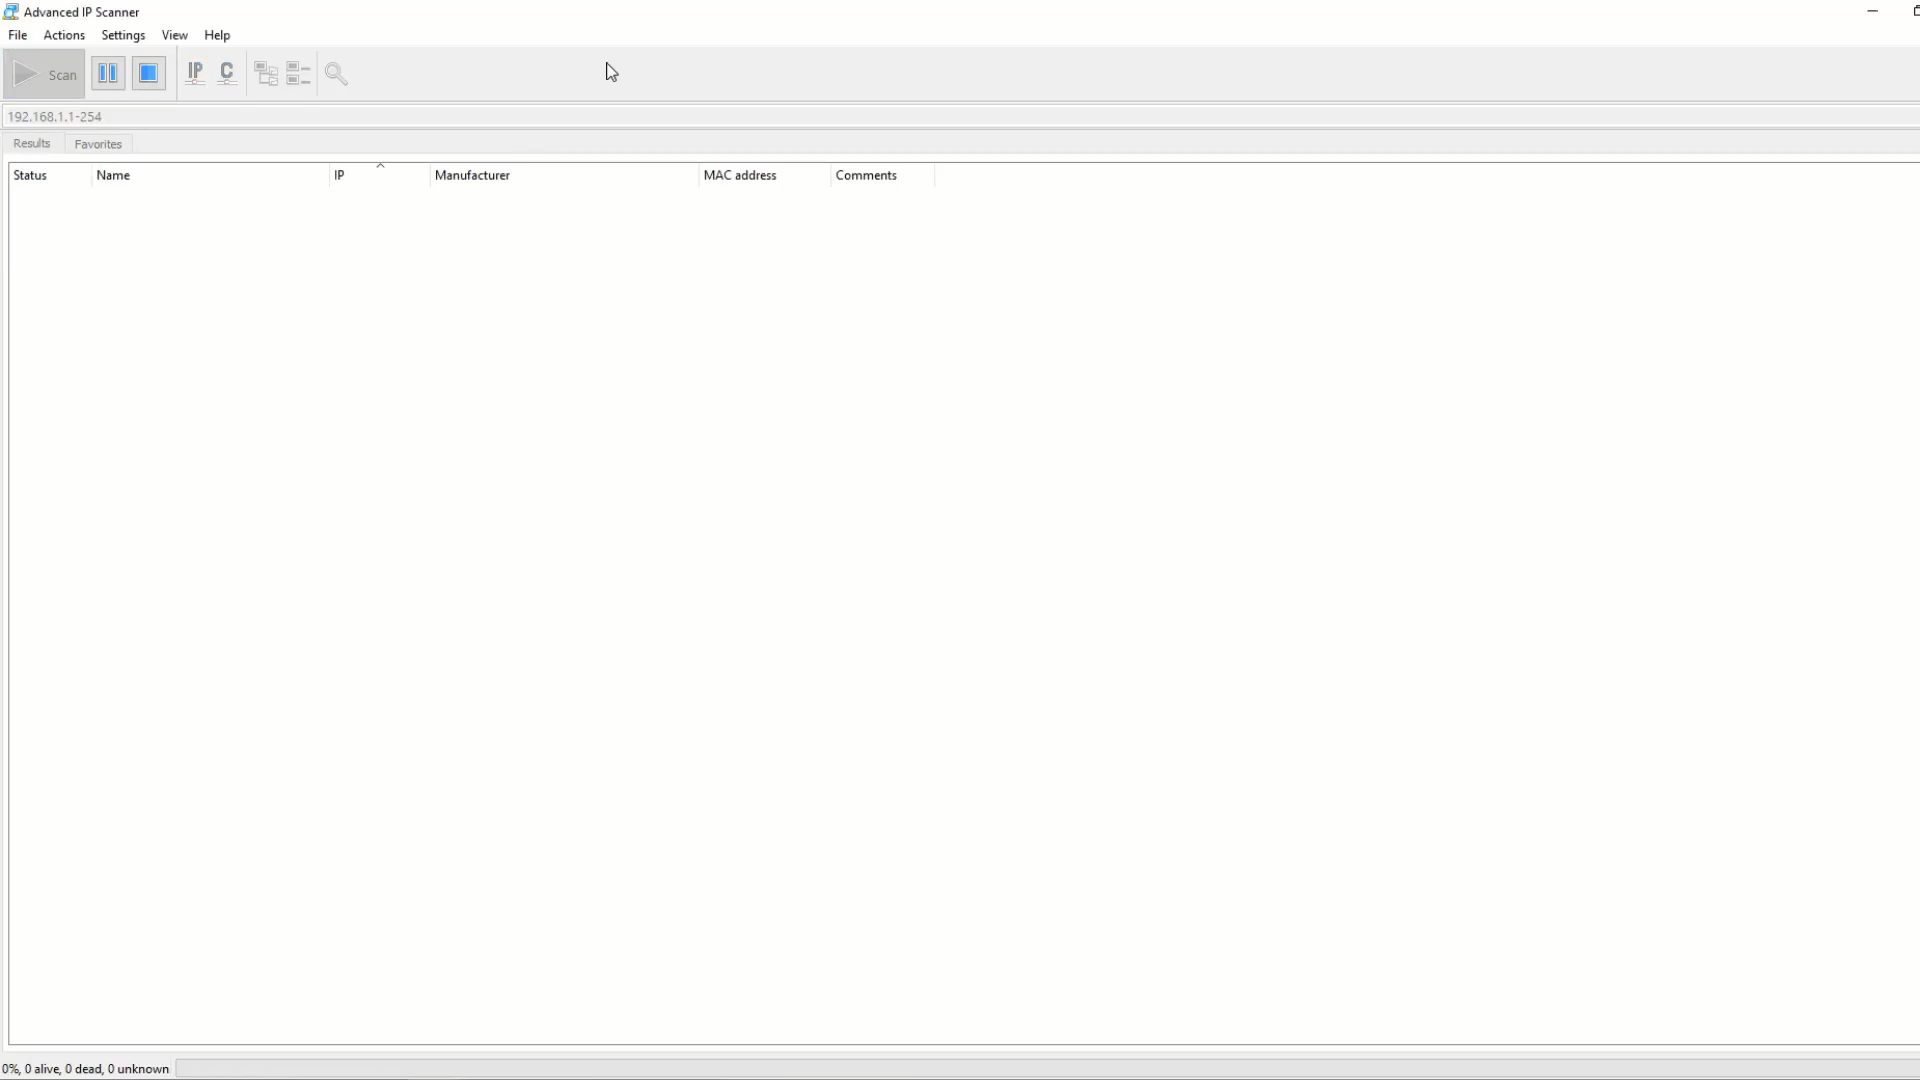 Advanced IP Scanner
File Actions Settings View Help
Scan IP C
192.168.1.1-254
Results Favorites
Status Name IP Manufacturer MAC address Comments
0%, 0 alive, 0 dead, 0 unknown